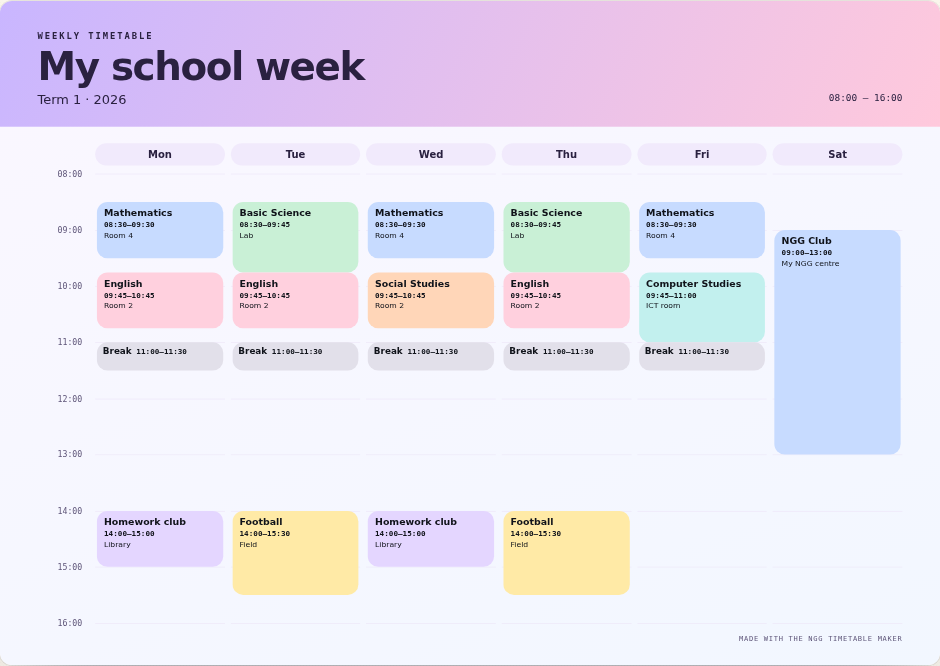 WEEKLY TIMETABLE
My school week
Term 1 · 2026
08:00 — 16:00
Mon Tue Wed Thu Fri Sat
08:00
Mathematics
08:30–09:30
Room 4
Basic Science
08:30–09:45
Lab
Mathematics
08:30–09:30
Room 4
Basic Science
08:30–09:45
Lab
Mathematics
08:30–09:30
Room 4
09:00
NGG Club
09:00–13:00
My NGG centre
English
09:45–10:45
Room 2
English
09:45–10:45
Room 2
Social Studies
09:45–10:45
Room 2
English
09:45–10:45
Room 2
Computer Studies
09:45–11:00
ICT room
10:00
11:00
Break 11:00–11:30
Break 11:00–11:30
Break 11:00–11:30
Break 11:00–11:30
Break 11:00–11:30
12:00
13:00
14:00
Homework club
14:00–15:00
Library
Football
14:00–15:30
Field
Homework club
14:00–15:00
Library
Football
14:00–15:30
Field
15:00
16:00
MADE WITH THE NGG TIMETABLE MAKER